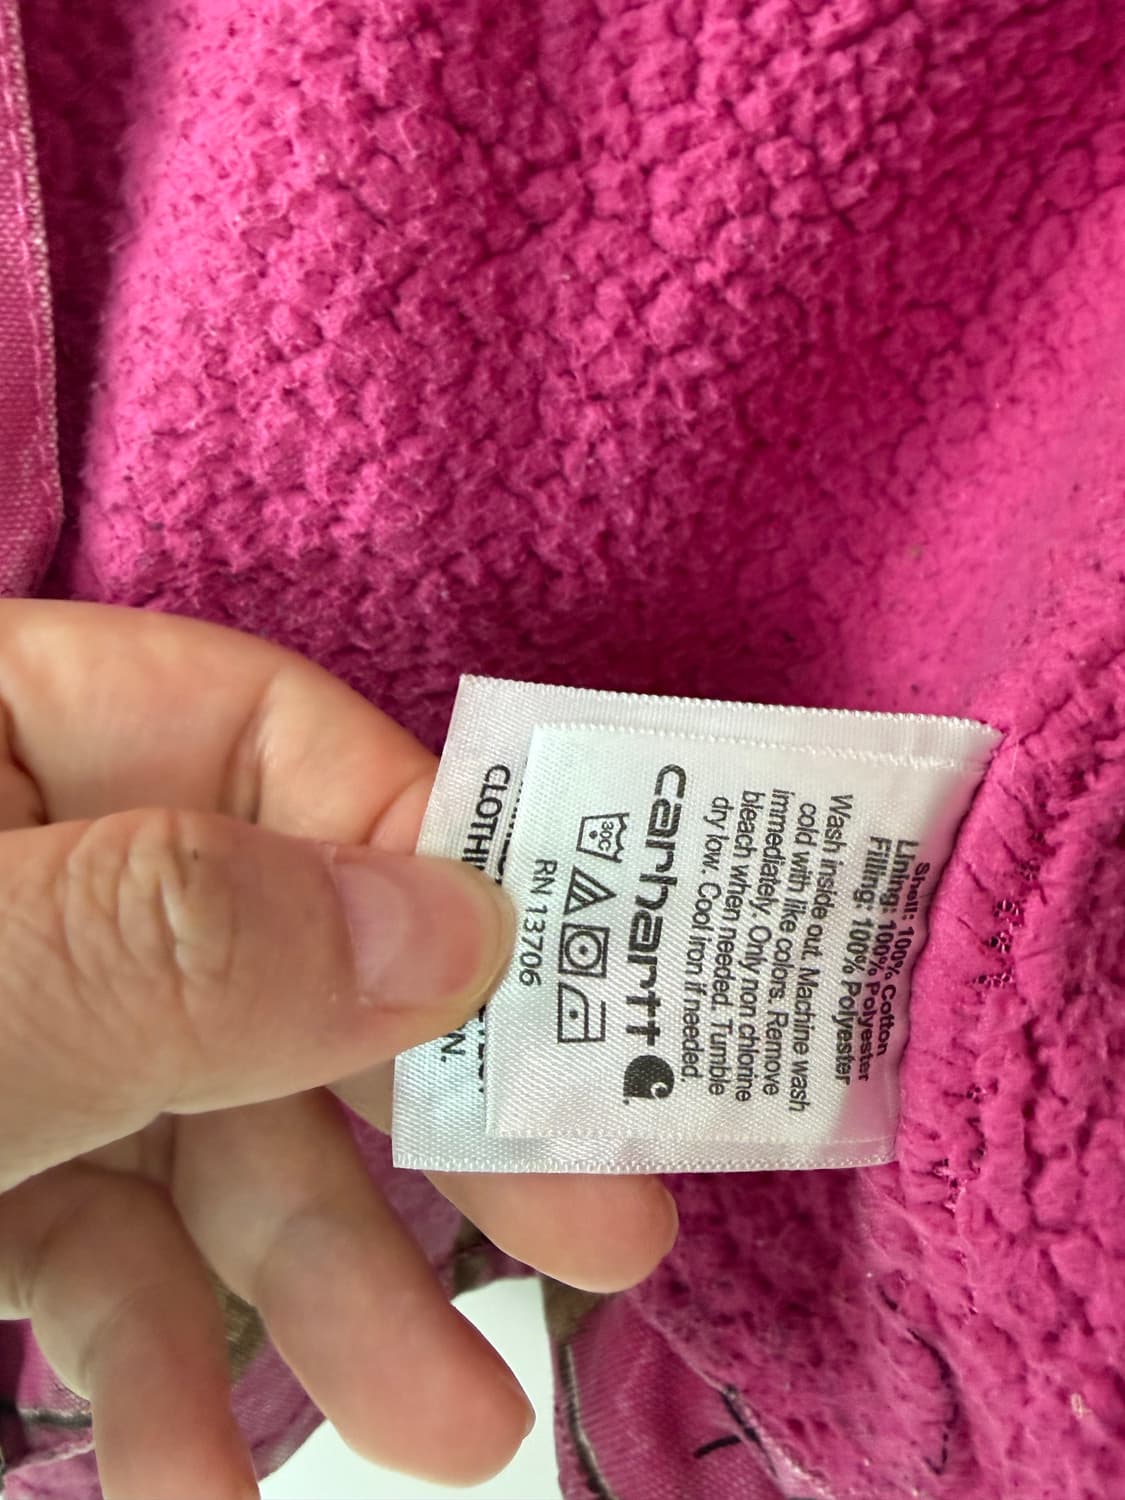 Shell: 100% Cotton
Lining: 100% Polyester
Filling: 100% Polyester
Wash inside out. Machine wash
cold with like colors. Remove
immediately. Only non chlorine
bleach when needed. Tumble
dry low. Cool iron if needed.
carhartt
30C
RN 13706